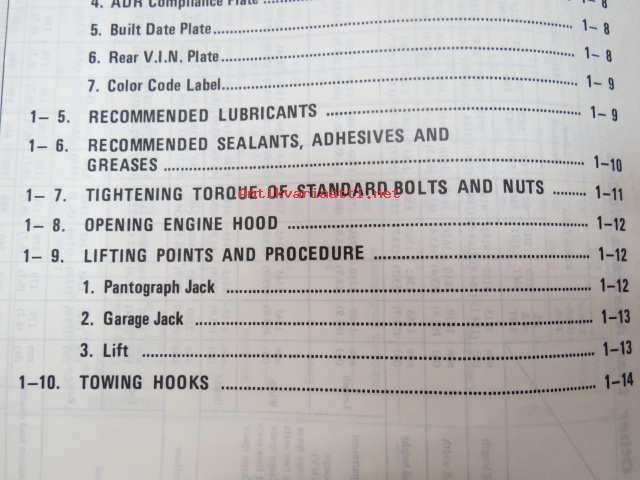 4. ADR Compliance Plate ........ 1– 8
5. Built Date Plate........ 1– 8
6. Rear V.I.N. Plate........ 1– 8
7. Color Code Label........ 1– 9
1– 5. RECOMMENDED LUBRICANTS ........ 1– 9
1– 6. RECOMMENDED SEALANTS, ADHESIVES AND
GREASES ........ 1–10
1– 7. TIGHTENING TORQUE OF STANDARD BOLTS AND NUTS ........ 1–11
antikvariaatti.net
1– 8. OPENING ENGINE HOOD ........ 1–12
1– 9. LIFTING POINTS AND PROCEDURE ........ 1–12
1. Pantograph Jack ........ 1–12
2. Garage Jack ........ 1–13
3. Lift ........ 1–13
1–10. TOWING HOOKS ........ 1–14